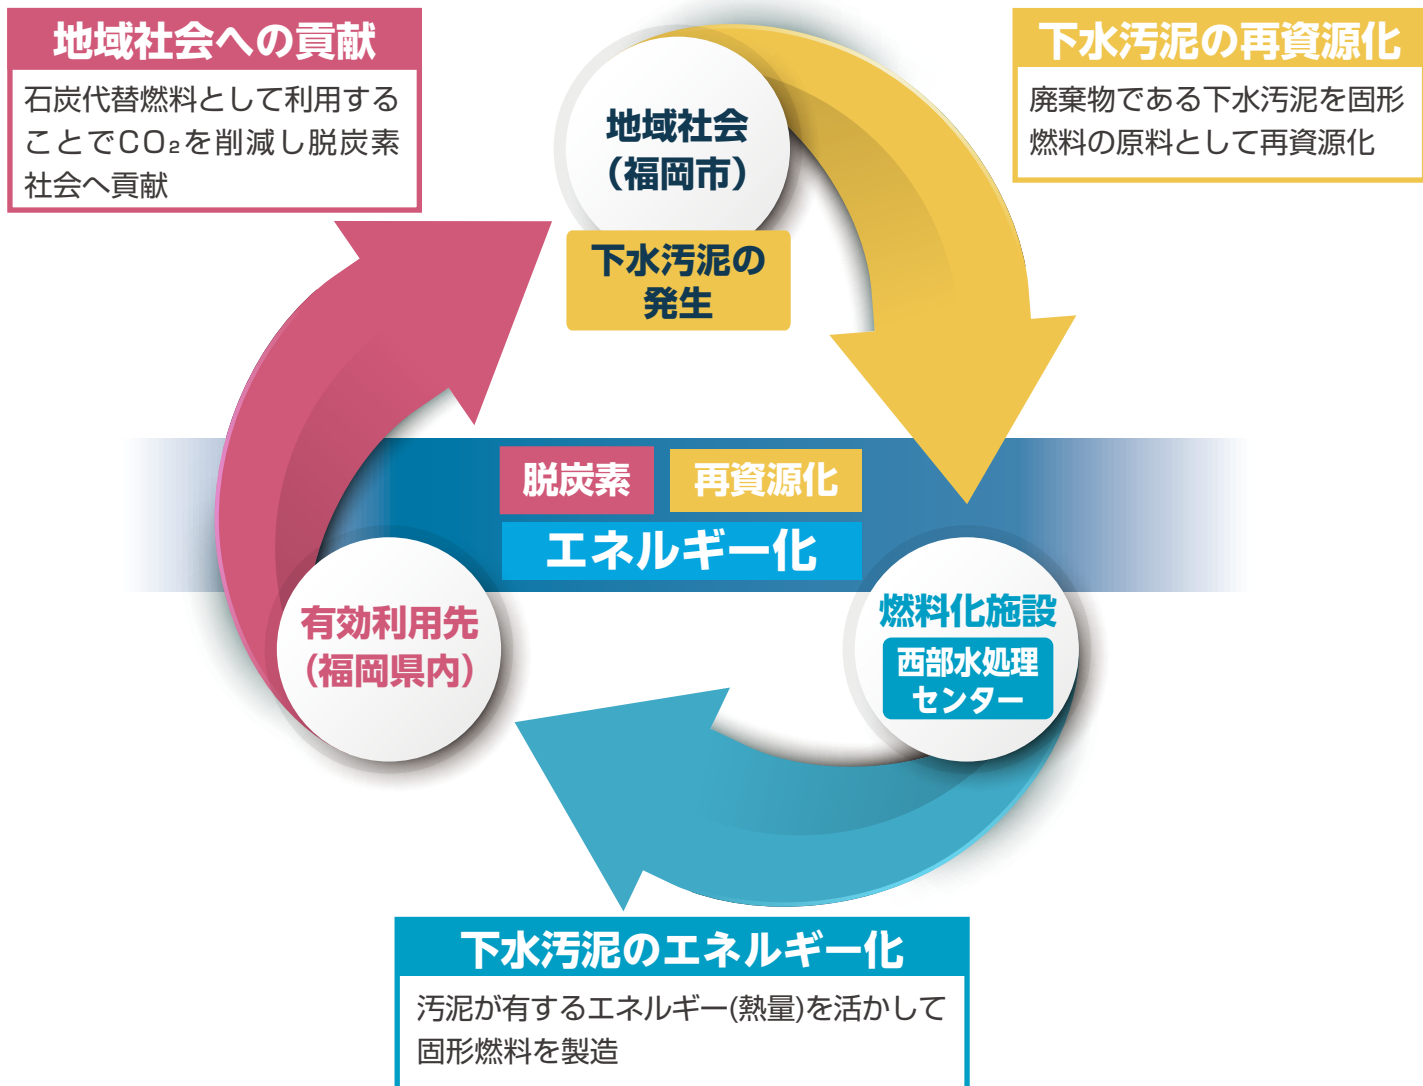 地域社会への貢献
石炭代替燃料として利用する
ことでCO₂を削減し脱炭素
社会へ貢献
地域社会
（福岡市）
下水汚泥の
発生
下水汚泥の再資源化
廃棄物である下水汚泥を固形
燃料の原料として再資源化
脱炭素
再資源化
エネルギー化
有効利用先
（福岡県内）
燃料化施設
西部水処理
センター
下水汚泥のエネルギー化
汚泥が有するエネルギー(熱量)を活かして
固形燃料を製造